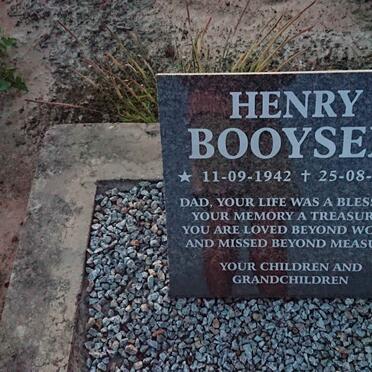 HENRY
BOOYSE
★ 11-09-1942 ✝ 25-08-
DAD, YOUR LIFE WAS A BLESS
YOUR MEMORY A TREASUR
YOU ARE LOVED BEYOND WO
AND MISSED BEYOND MEASU
YOUR CHILDREN AND
GRANDCHILDREN